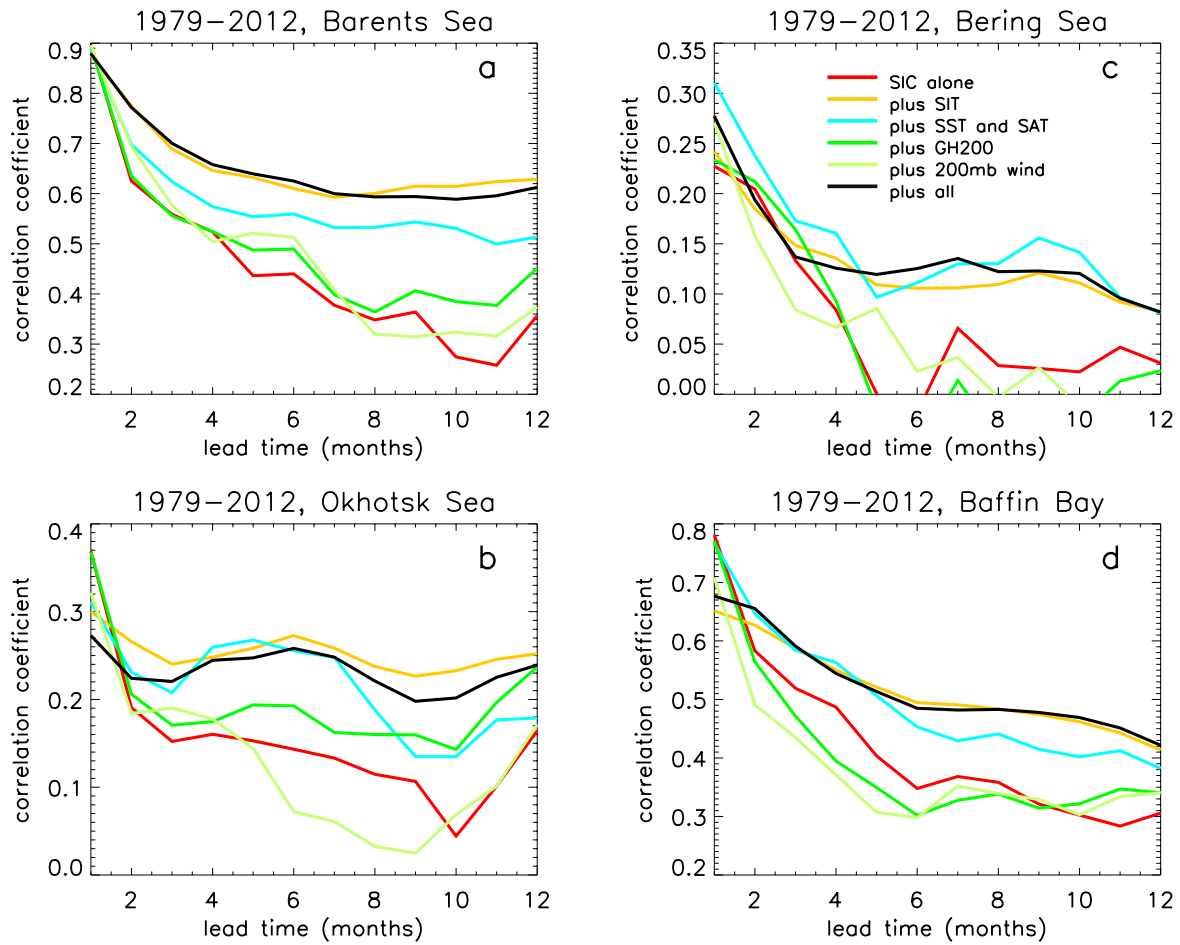 1979−2012, Barents Sea
a
correlation coefficient
0.9
0.8
0.7
0.6
0.5
0.4
0.3
0.2
2 4 6 8 10 12
lead time (months)
1979−2012, Bering Sea
c
SIC alone
plus SIT
plus SST and SAT
plus GH200
plus 200mb wind
plus all
correlation coefficient
0.35
0.30
0.25
0.20
0.15
0.10
0.05
0.00
2 4 6 8 10 12
lead time (months)
1979−2012, Okhotsk Sea
b
correlation coefficient
0.4
0.3
0.2
0.1
0.0
2 4 6 8 10 12
lead time (months)
1979−2012, Baffin Bay
d
correlation coefficient
0.8
0.7
0.6
0.5
0.4
0.3
0.2
2 4 6 8 10 12
lead time (months)